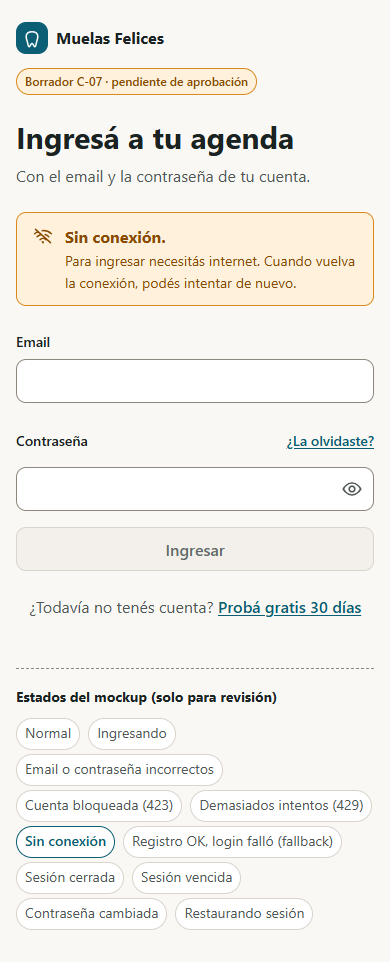 Muelas Felices
Borrador C-07 · pendiente de aprobación
Ingresá a tu agenda
Con el email y la contraseña de tu cuenta.
Sin conexión.
Para ingresar necesitás internet. Cuando vuelva
la conexión, podés intentar de nuevo.
Email
Contraseña ¿La olvidaste?
Ingresar
¿Todavía no tenés cuenta? Probá gratis 30 días
Estados del mockup (solo para revisión)
Normal Ingresando
Email o contraseña incorrectos
Cuenta bloqueada (423) Demasiados intentos (429)
Sin conexión Registro OK, login falló (fallback)
Sesión cerrada Sesión vencida
Contraseña cambiada Restaurando sesión